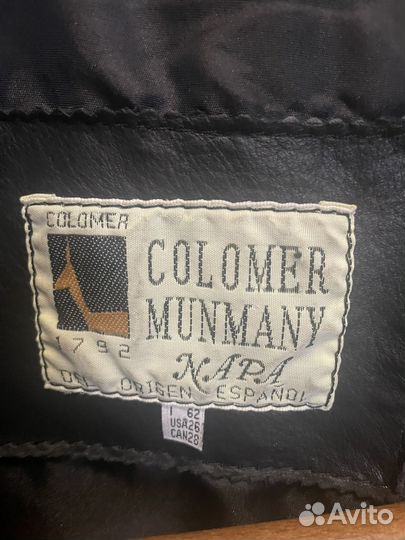 COLOMER
1792
COLOMER
MUNMANY
NAPA
DE ORIGEN ESPAÑOL
I 62
USA26
CAN28
Avito